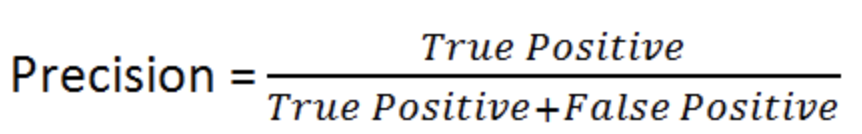 True Positive
Precision =
True Positive+False Positive